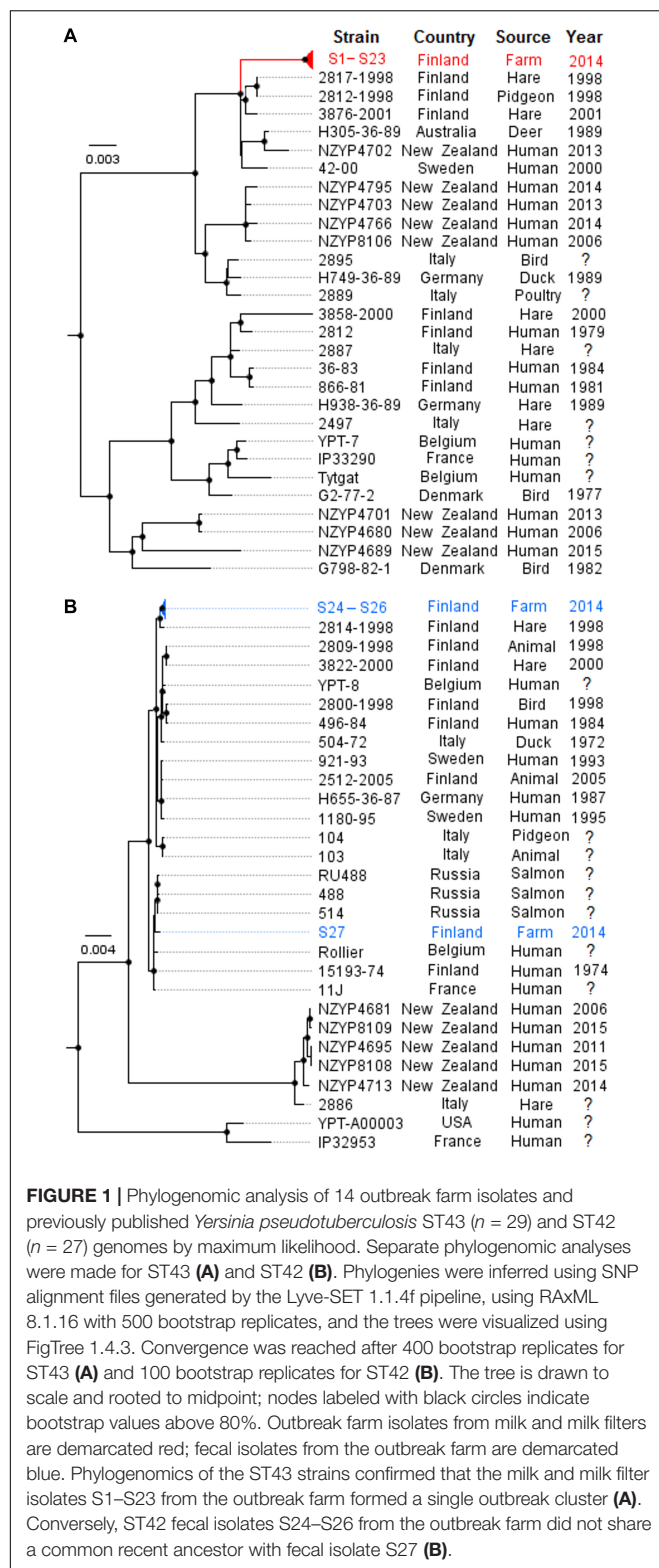 A
Strain Country Source Year
S1– S23 Finland Farm 2014
2817-1998 Finland Hare 1998
2812-1998 Finland Pidgeon 1998
3876-2001 Finland Hare 2001
H305-36-89 Australia Deer 1989
0.003
NZYP4702 New Zealand Human 2013
42-00 Sweden Human 2000
NZYP4795 New Zealand Human 2014
NZYP4703 New Zealand Human 2013
NZYP4766 New Zealand Human 2014
NZYP8106 New Zealand Human 2006
2895 Italy Bird ?
H749-36-89 Germany Duck 1989
2889 Italy Poultry ?
3858-2000 Finland Hare 2000
2812 Finland Human 1979
2887 Italy Hare ?
36-83 Finland Human 1984
866-81 Finland Human 1981
H938-36-89 Germany Hare 1989
2497 Italy Hare ?
YPT-7 Belgium Human ?
IP33290 France Human ?
Tytgat Belgium Human ?
G2-77-2 Denmark Bird 1977
NZYP4701 New Zealand Human 2013
NZYP4680 New Zealand Human 2006
NZYP4689 New Zealand Human 2015
G798-82-1 Denmark Bird 1982
B
S24 – S26 Finland Farm 2014
2814-1998 Finland Hare 1998
2809-1998 Finland Animal 1998
3822-2000 Finland Hare 2000
YPT-8 Belgium Human ?
2800-1998 Finland Bird 1998
496-84 Finland Human 1984
504-72 Italy Duck 1972
921-93 Sweden Human 1993
2512-2005 Finland Animal 2005
H655-36-87 Germany Human 1987
1180-95 Sweden Human 1995
104 Italy Pidgeon ?
103 Italy Animal ?
RU488 Russia Salmon ?
488 Russia Salmon ?
514 Russia Salmon ?
S27 Finland Farm 2014
0.004
Rollier Belgium Human ?
15193-74 Finland Human 1974
11J France Human ?
NZYP4681 New Zealand Human 2006
NZYP8109 New Zealand Human 2015
NZYP4695 New Zealand Human 2011
NZYP8108 New Zealand Human 2015
NZYP4713 New Zealand Human 2014
2886 Italy Hare ?
YPT-A00003 USA Human ?
IP32953 France Human ?
FIGURE 1 | Phylogenomic analysis of 14 outbreak farm isolates and
previously published Yersinia pseudotuberculosis ST43 (n = 29) and ST42
(n = 27) genomes by maximum likelihood. Separate phylogenomic analyses
were made for ST43 (A) and ST42 (B). Phylogenies were inferred using SNP
alignment files generated by the Lyve-SET 1.1.4f pipeline, using RAxML
8.1.16 with 500 bootstrap replicates, and the trees were visualized using
FigTree 1.4.3. Convergence was reached after 400 bootstrap replicates for
ST43 (A) and 100 bootstrap replicates for ST42 (B). The tree is drawn to
scale and rooted to midpoint; nodes labeled with black circles indicate
bootstrap values above 80%. Outbreak farm isolates from milk and milk filters
are demarcated red; fecal isolates from the outbreak farm are demarcated
blue. Phylogenomics of the ST43 strains confirmed that the milk and milk filter
isolates S1–S23 from the outbreak farm formed a single outbreak cluster (A).
Conversely, ST42 fecal isolates S24–S26 from the outbreak farm did not share
a common recent ancestor with fecal isolate S27 (B).